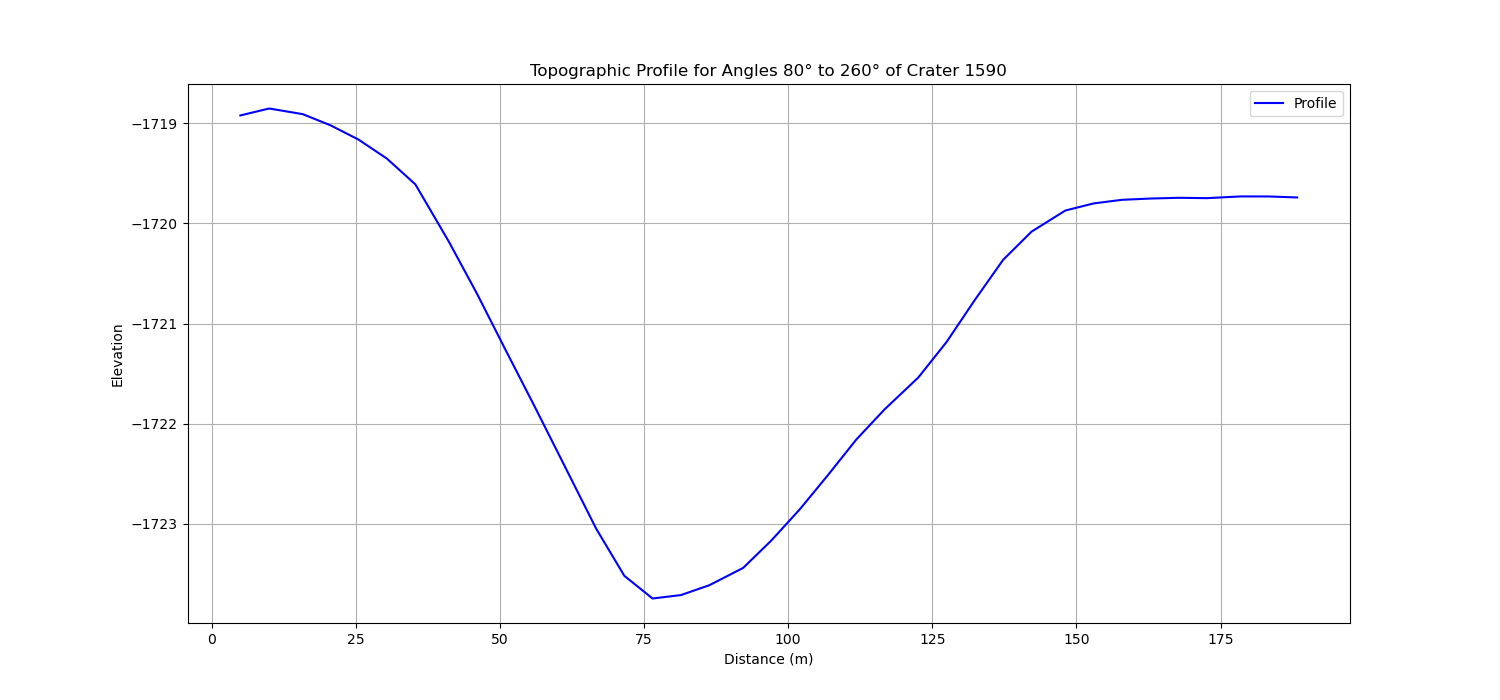 Topographic Profile for Angles 80° to 260° of Crater 1590
Profile
−1719
−1720
−1721
−1722
−1723
Elevation
0 25 50 75 100 125 150 175
Distance (m)